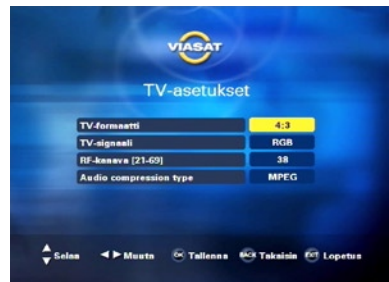 VIASAT
TV-asetukset
TV-formaatti 4:3
TV-signaali RGB
RF-kanava [21-69] 38
Audio compression type MPEG
Selaa Muuta OK Tallenna BACK Takaisin EXIT Lopetus